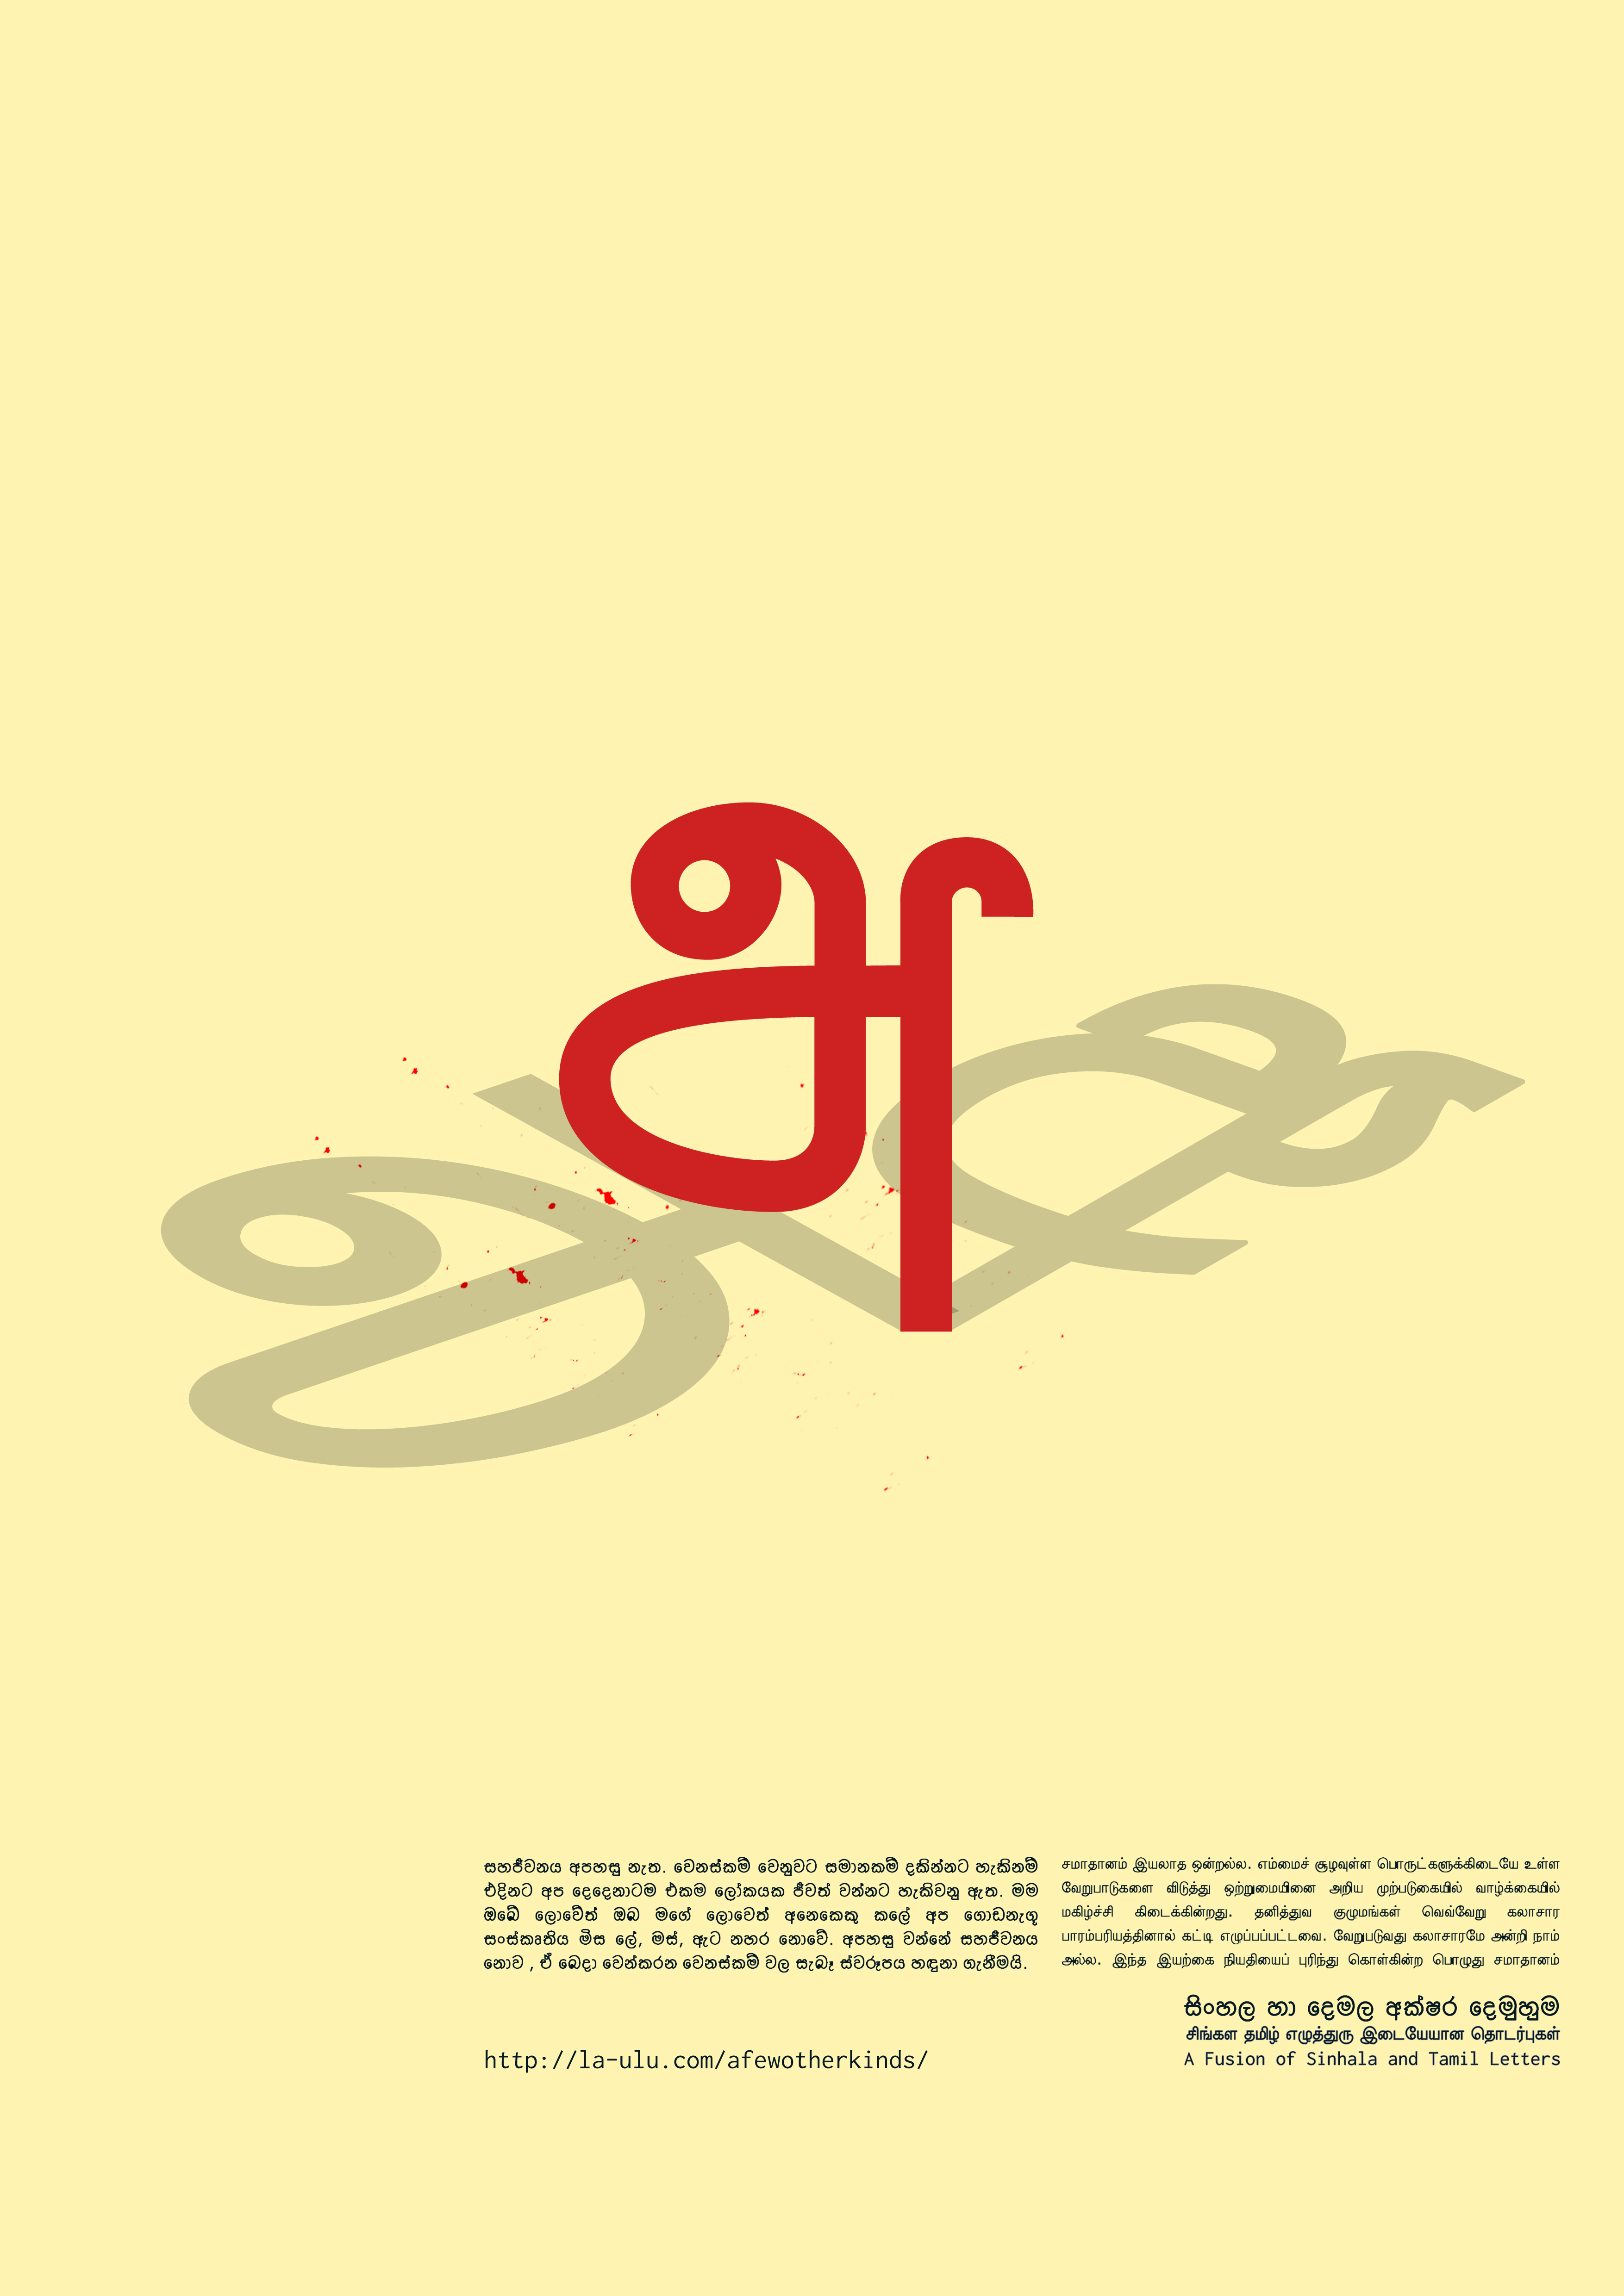 සහජීවනය අපහසු නැත. වෙනස්කම් වෙනුවට සමානකම් දකින්නට හැකිනම්
එදිනට අප දෙදෙනාටම එකම ලෝකයක ජීවත් වන්නට හැකිවනු ඇත. මම
ඔබේ ලොවේත් ඔබ මගේ ලොවෙත් අනෙකෙකු කලේ අප ගොඩනැගූ
සංස්කෘතිය මිස ලේ, මස්, ඇට නහර නොවේ. අපහසු වන්නේ සහජීවනය
නොව , ඒ බෙදා වෙන්කරන වෙනස්කම් වල සැබෑ ස්වරූපය හඳුනා ගැනීමයි.
சமாதானம் இயலாத ஒன்றல்ல. எம்மைச் சூழவுள்ள பொருட்களுக்கிடையே உள்ள
வேறுபாடுகளை விடுத்து ஒற்றுமையினை அறிய முற்படுகையில் வாழ்க்கையில்
மகிழ்ச்சி கிடைக்கின்றது. தனித்துவ குழுமங்கள் வெவ்வேறு கலாசார
பாரம்பரியத்தினால் கட்டி எழுப்பப்பட்டவை. வேறுபடுவது கலாசாரமே அன்றி நாம்
அல்ல. இந்த இயற்கை நியதியைப் புரிந்து கொள்கின்ற பொழுது சமாதானம்
සිංහල හා දෙමල අක්ෂර දෙමුහුම
சிங்கள தமிழ் எழுத்துரு இடையேயான தொடர்புகள்
A Fusion of Sinhala and Tamil Letters
http://la-ulu.com/afewotherkinds/